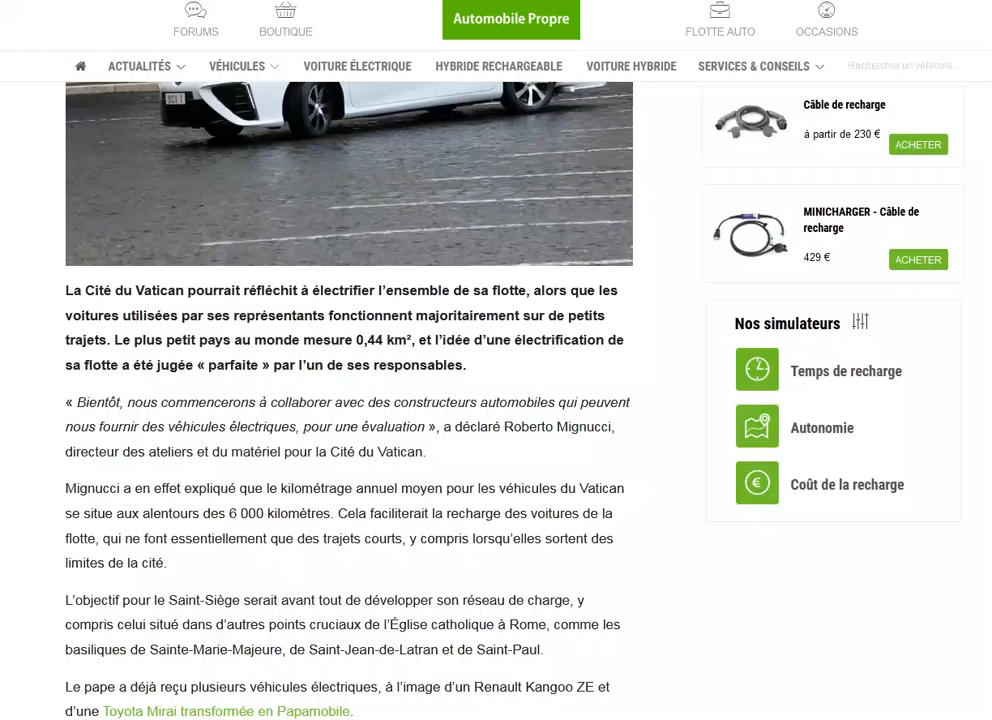 FORUMS
BOUTIQUE
Automobile Propre
FLOTTE AUTO
OCCASIONS
ACTUALITÉS
VÉHICULES
VOITURE ÉLECTRIQUE
HYBRIDE RECHARGEABLE
VOITURE HYBRIDE
SERVICES & CONSEILS
Rechercher un véhicule...
SCV 1
La Cité du Vatican pourrait réfléchit à électrifier l’ensemble de sa flotte, alors que les
voitures utilisées par ses représentants fonctionnent majoritairement sur de petits
trajets. Le plus petit pays au monde mesure 0,44 km², et l’idée d’une électrification de
sa flotte a été jugée « parfaite » par l’un de ses responsables.
« Bientôt, nous commencerons à collaborer avec des constructeurs automobiles qui peuvent
nous fournir des véhicules électriques, pour une évaluation », a déclaré Roberto Mignucci,
directeur des ateliers et du matériel pour la Cité du Vatican.
Mignucci a en effet expliqué que le kilométrage annuel moyen pour les véhicules du Vatican
se situe aux alentours des 6 000 kilomètres. Cela faciliterait la recharge des voitures de la
flotte, qui ne font essentiellement que des trajets courts, y compris lorsqu’elles sortent des
limites de la cité.
L’objectif pour le Saint-Siège serait avant tout de développer son réseau de charge, y
compris celui situé dans d’autres points cruciaux de l’Église catholique à Rome, comme les
basiliques de Sainte-Marie-Majeure, de Saint-Jean-de-Latran et de Saint-Paul.
Le pape a déjà reçu plusieurs véhicules électriques, à l’image d’un Renault Kangoo ZE et
d’une Toyota Mirai transformée en Papamobile.
Câble de recharge
à partir de 230 €
ACHETER
MINICHARGER - Câble de
recharge
429 €
ACHETER
Nos simulateurs
Temps de recharge
Autonomie
Coût de la recharge